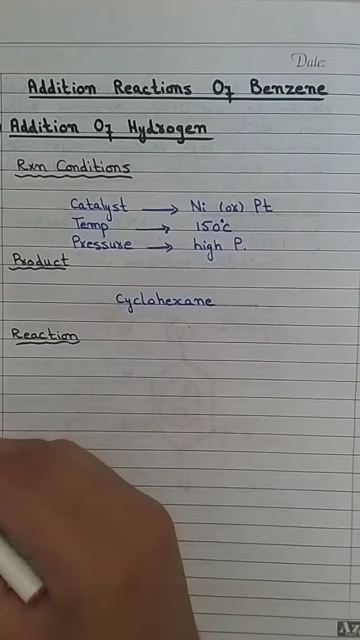 Date:
Addition Reactions Of Benzene
Addition Of Hydrogen
Rxn Conditions
Catalyst → Ni (or) Pt
Temp → 150°c
Pressure → high P.
Product
Cyclohexane
Reaction
Az